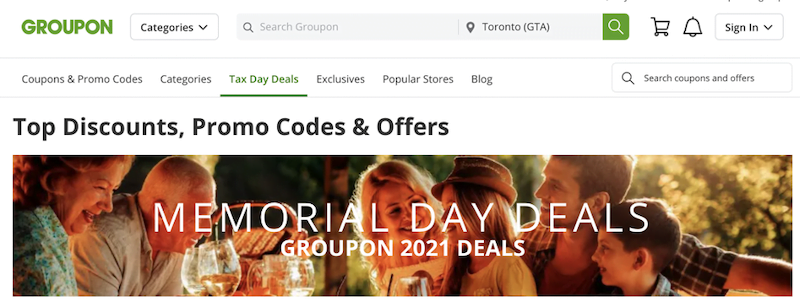 GROUPON
Categories
Search Groupon
Toronto (GTA)
Sign In
Coupons & Promo Codes
Categories
Tax Day Deals
Exclusives
Popular Stores
Blog
Search coupons and offers
Top Discounts, Promo Codes & Offers
MEMORIAL DAY DEALS
GROUPON 2021 DEALS